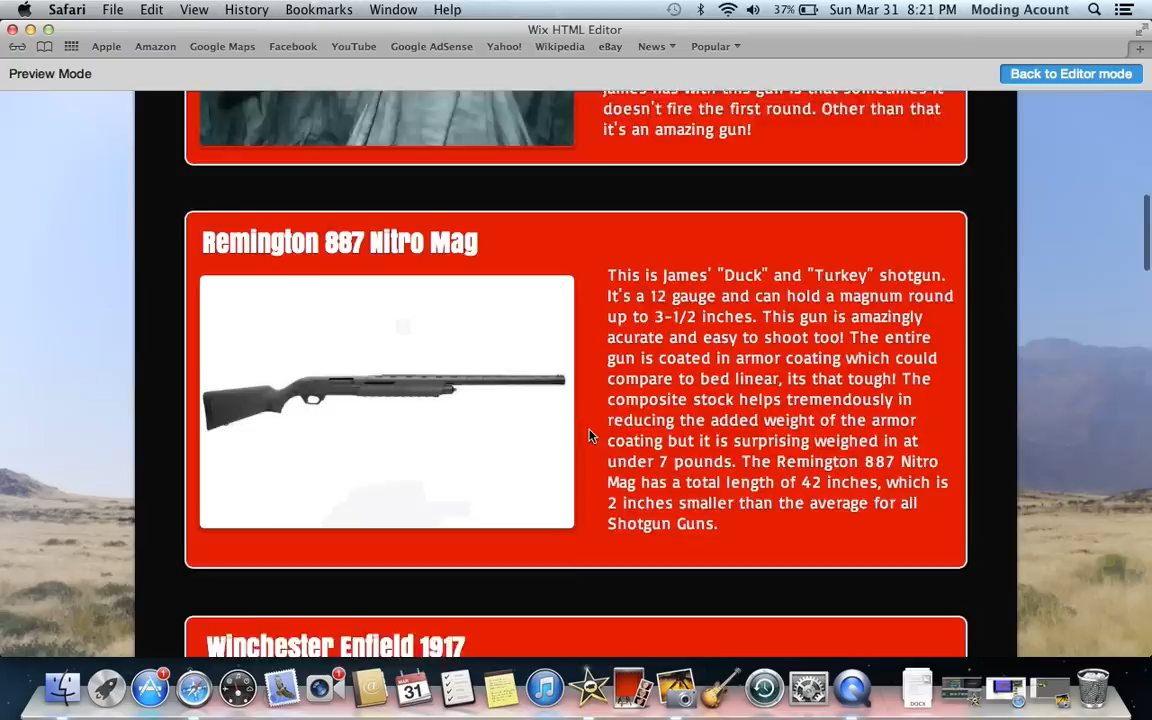 Safari File Edit View History Bookmarks Window Help 37% Sun Mar 31 8:21 PM Moding Acount
Wix HTML Editor
Apple Amazon Google Maps Facebook YouTube Google AdSense Yahoo! Wikipedia eBay News Popular
Preview Mode Back to Editor mode
doesn't fire the first round. Other than that
it's an amazing gun!
Remington 887 Nitro Mag
This is James' "Duck" and "Turkey" shotgun.
It's a 12 gauge and can hold a magnum round
up to 3-1/2 inches. This gun is amazingly
acurate and easy to shoot too! The entire
gun is coated in armor coating which could
compare to bed linear, its that tough! The
composite stock helps tremendously in
reducing the added weight of the armor
coating but it is surprising weighed in at
under 7 pounds. The Remington 887 Nitro
Mag has a total length of 42 inches, which is
2 inches smaller than the average for all
Shotgun Guns.
Winchester Enfield 1917
1
1
MAR
31
DOCX